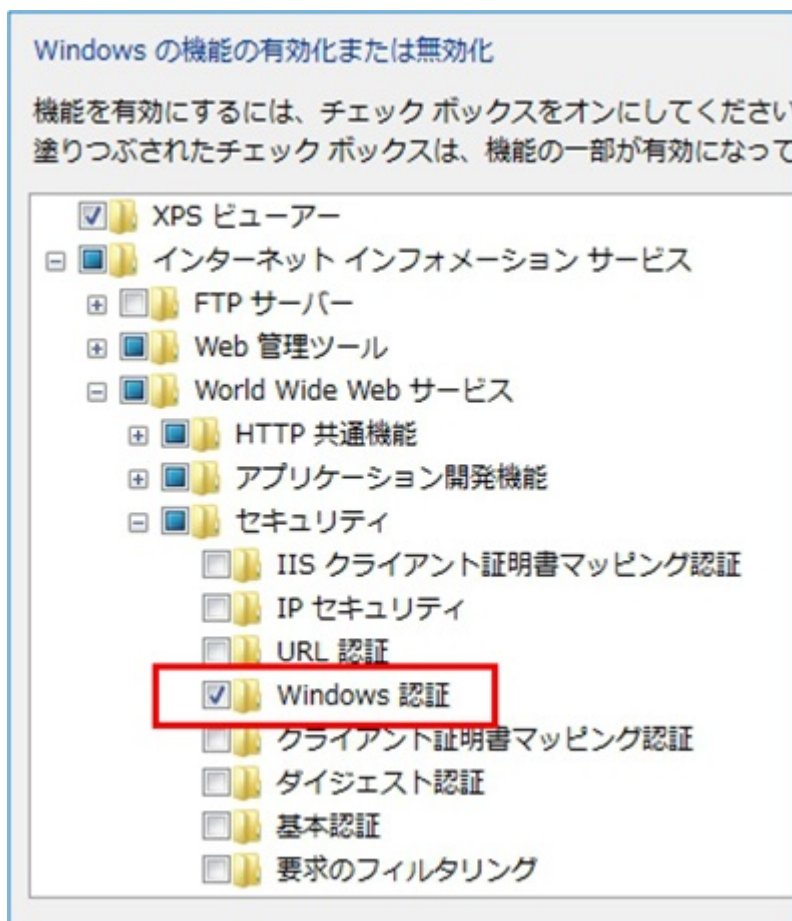 Windows の機能の有効化または無効化
機能を有効にするには、チェック ボックスをオンにしてください
塗りつぶされたチェック ボックスは、機能の一部が有効になって
XPS ビューアー
インターネット インフォメーション サービス
FTP サーバー
Web 管理ツール
World Wide Web サービス
HTTP 共通機能
アプリケーション開発機能
セキュリティ
IIS クライアント証明書マッピング認証
IP セキュリティ
URL 認証
Windows 認証
クライアント証明書マッピング認証
ダイジェスト認証
基本認証
要求のフィルタリング